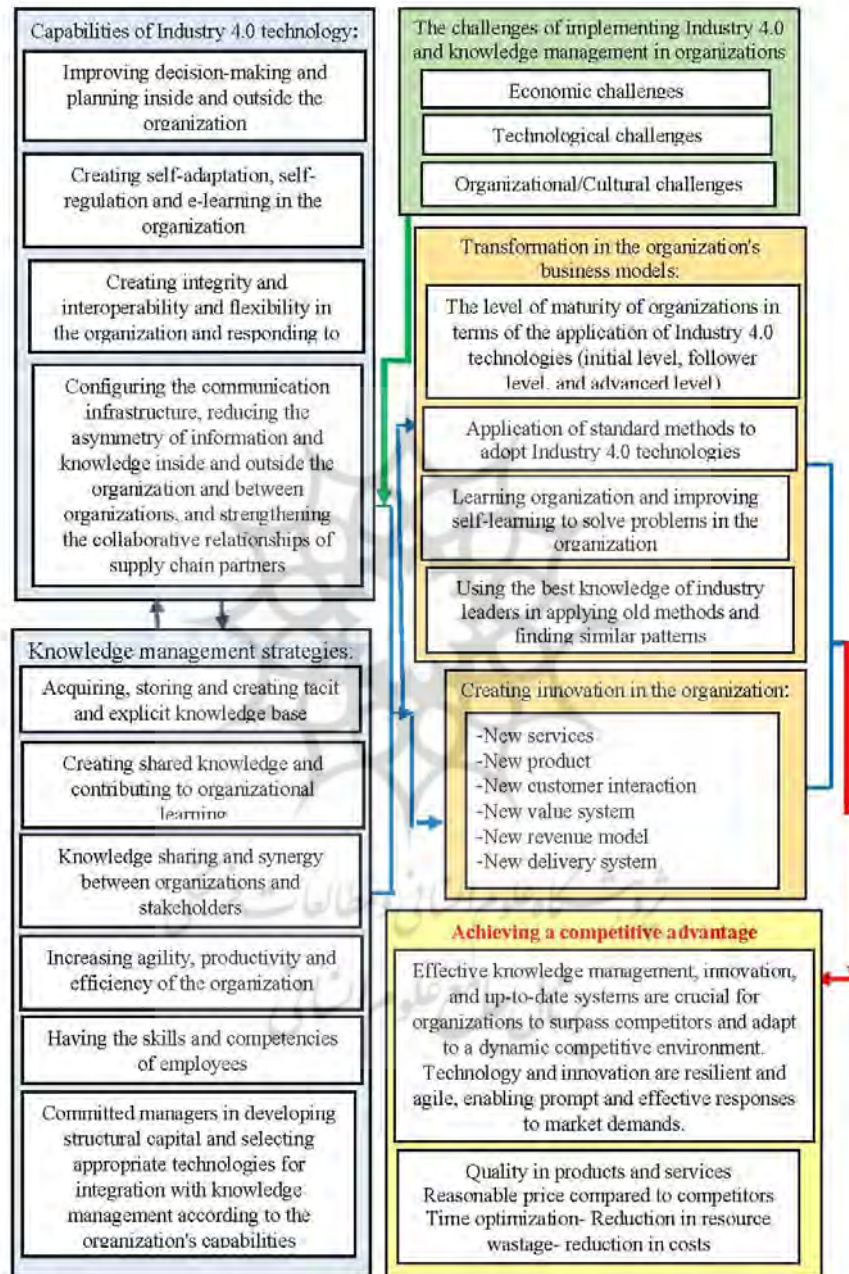 Capabilities of Industry 4.0 technology:
Improving decision-making and
planning inside and outside the
organization
Creating self-adaptation, self-
regulation and e-learning in the
organization
Creating integrity and
interoperability and flexibility in
the organization and responding to
Configuring the communication
infrastructure, reducing the
asymmetry of information and
knowledge inside and outside the
organization and between
organizations, and strengthening
the collaborative relationships of
supply chain partners
Knowledge management strategies:
Acquiring, storing and creating tacit
and explicit knowledge base
Creating shared knowledge and
contributing to organizational
learning
Knowledge sharing and synergy
between organizations and
stakeholders
Increasing agility, productivity and
efficiency of the organization
Having the skills and competencies
of employees
Committed managers in developing
structural capital and selecting
appropriate technologies for
integration with knowledge
management according to the
organization's capabilities
The challenges of implementing Industry 4.0
and knowledge management in organizations
Economic challenges
Technological challenges
Organizational/Cultural challenges
Transformation in the organization's
business models:
The level of maturity of organizations in
terms of the application of Industry 4.0
technologies (initial level, follower
level, and advanced level)
Application of standard methods to
adopt Industry 4.0 technologies
Learning organization and improving
self-learning to solve problems in the
organization
Using the best knowledge of industry
leaders in applying old methods and
finding similar patterns
Creating innovation in the organization:
-New services
-New product
-New customer interaction
-New value system
-New revenue model
-New delivery system
Achieving a competitive advantage
Effective knowledge management, innovation,
and up-to-date systems are crucial for
organizations to surpass competitors and adapt
to a dynamic competitive environment.
Technology and innovation are resilient and
agile, enabling prompt and effective responses
to market demands.
Quality in products and services
Reasonable price compared to competitors
Time optimization- Reduction in resource
wastage- reduction in costs